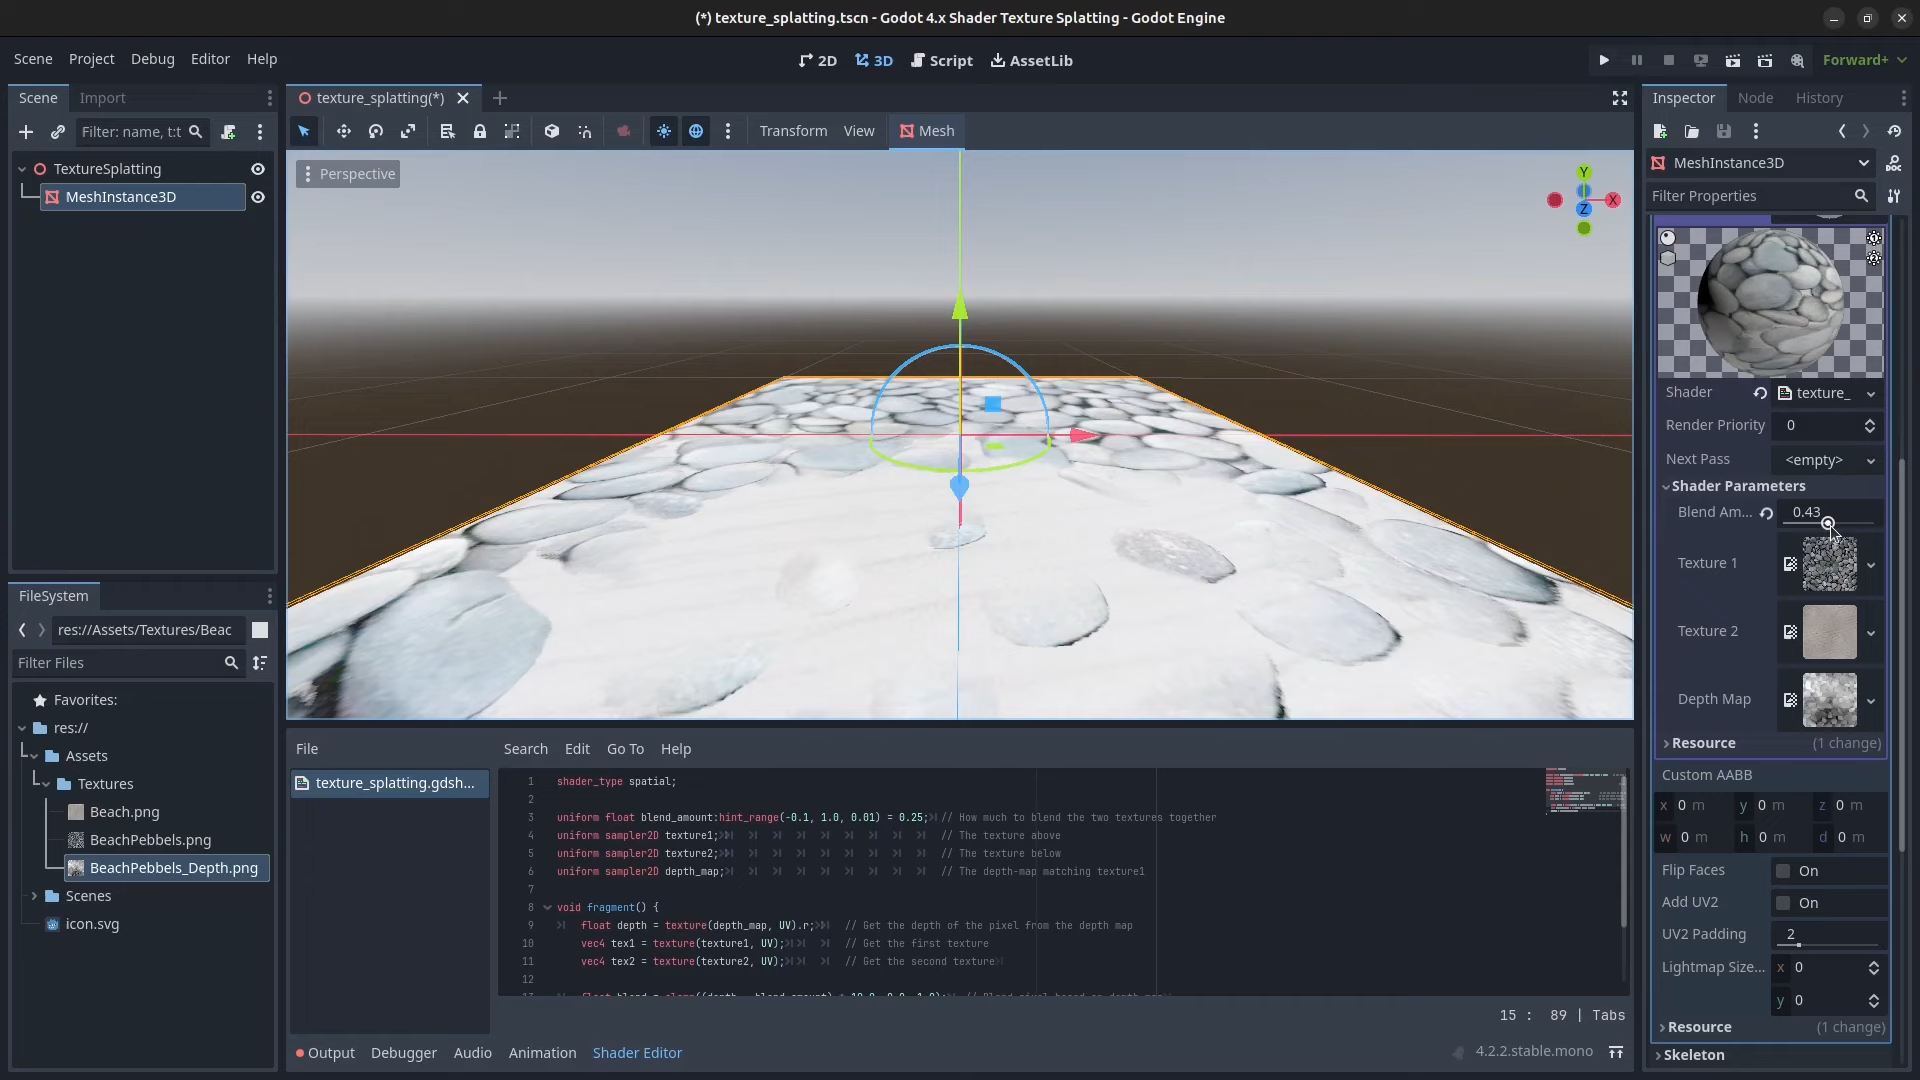 (*) texture_splatting.tscn - Godot 4.x Shader Texture Splatting - Godot Engine
Scene Project Debug Editor Help
2D 3D Script AssetLib
Forward+
Scene Import
texture_splatting(*)
Inspector Node History
Filter: name, t:t
Transform View Mesh
TextureSplatting
MeshInstance3D
Perspective
Y
X
Z
MeshInstance3D
Filter Properties
Shader texture_
Render Priority 0
Next Pass <empty>
Shader Parameters
Blend Am... 0.43
Texture 1
Texture 2
Depth Map
Resource (1 change)
Custom AABB
x 0 m y 0 m z 0 m
w 0 m h 0 m d 0 m
Flip Faces On
Add UV2 On
UV2 Padding 2
Lightmap Size... x 0
y 0
Resource (1 change)
Skeleton
FileSystem
res://Assets/Textures/Beac
Filter Files
Favorites:
res://
Assets
Textures
Beach.png
BeachPebbels.png
BeachPebbels_Depth.png
Scenes
icon.svg
File
Search Edit Go To Help
texture_splatting.gdsh...
1 shader_type spatial;
2
3 uniform float blend_amount:hint_range(-0.1, 1.0, 0.01) = 0.25; // How much to blend the two textures together
4 uniform sampler2D texture1; // The texture above
5 uniform sampler2D texture2; // The texture below
6 uniform sampler2D depth_map; // The depth-map matching texture1
7
8 void fragment() {
9 float depth = texture(depth_map, UV).r; // Get the depth of the pixel from the depth map
10 vec4 tex1 = texture(texture1, UV); // Get the first texture
11 vec4 tex2 = texture(texture2, UV); // Get the second texture
12
15 : 89 | Tabs
Output Debugger Audio Animation Shader Editor
4.2.2.stable.mono